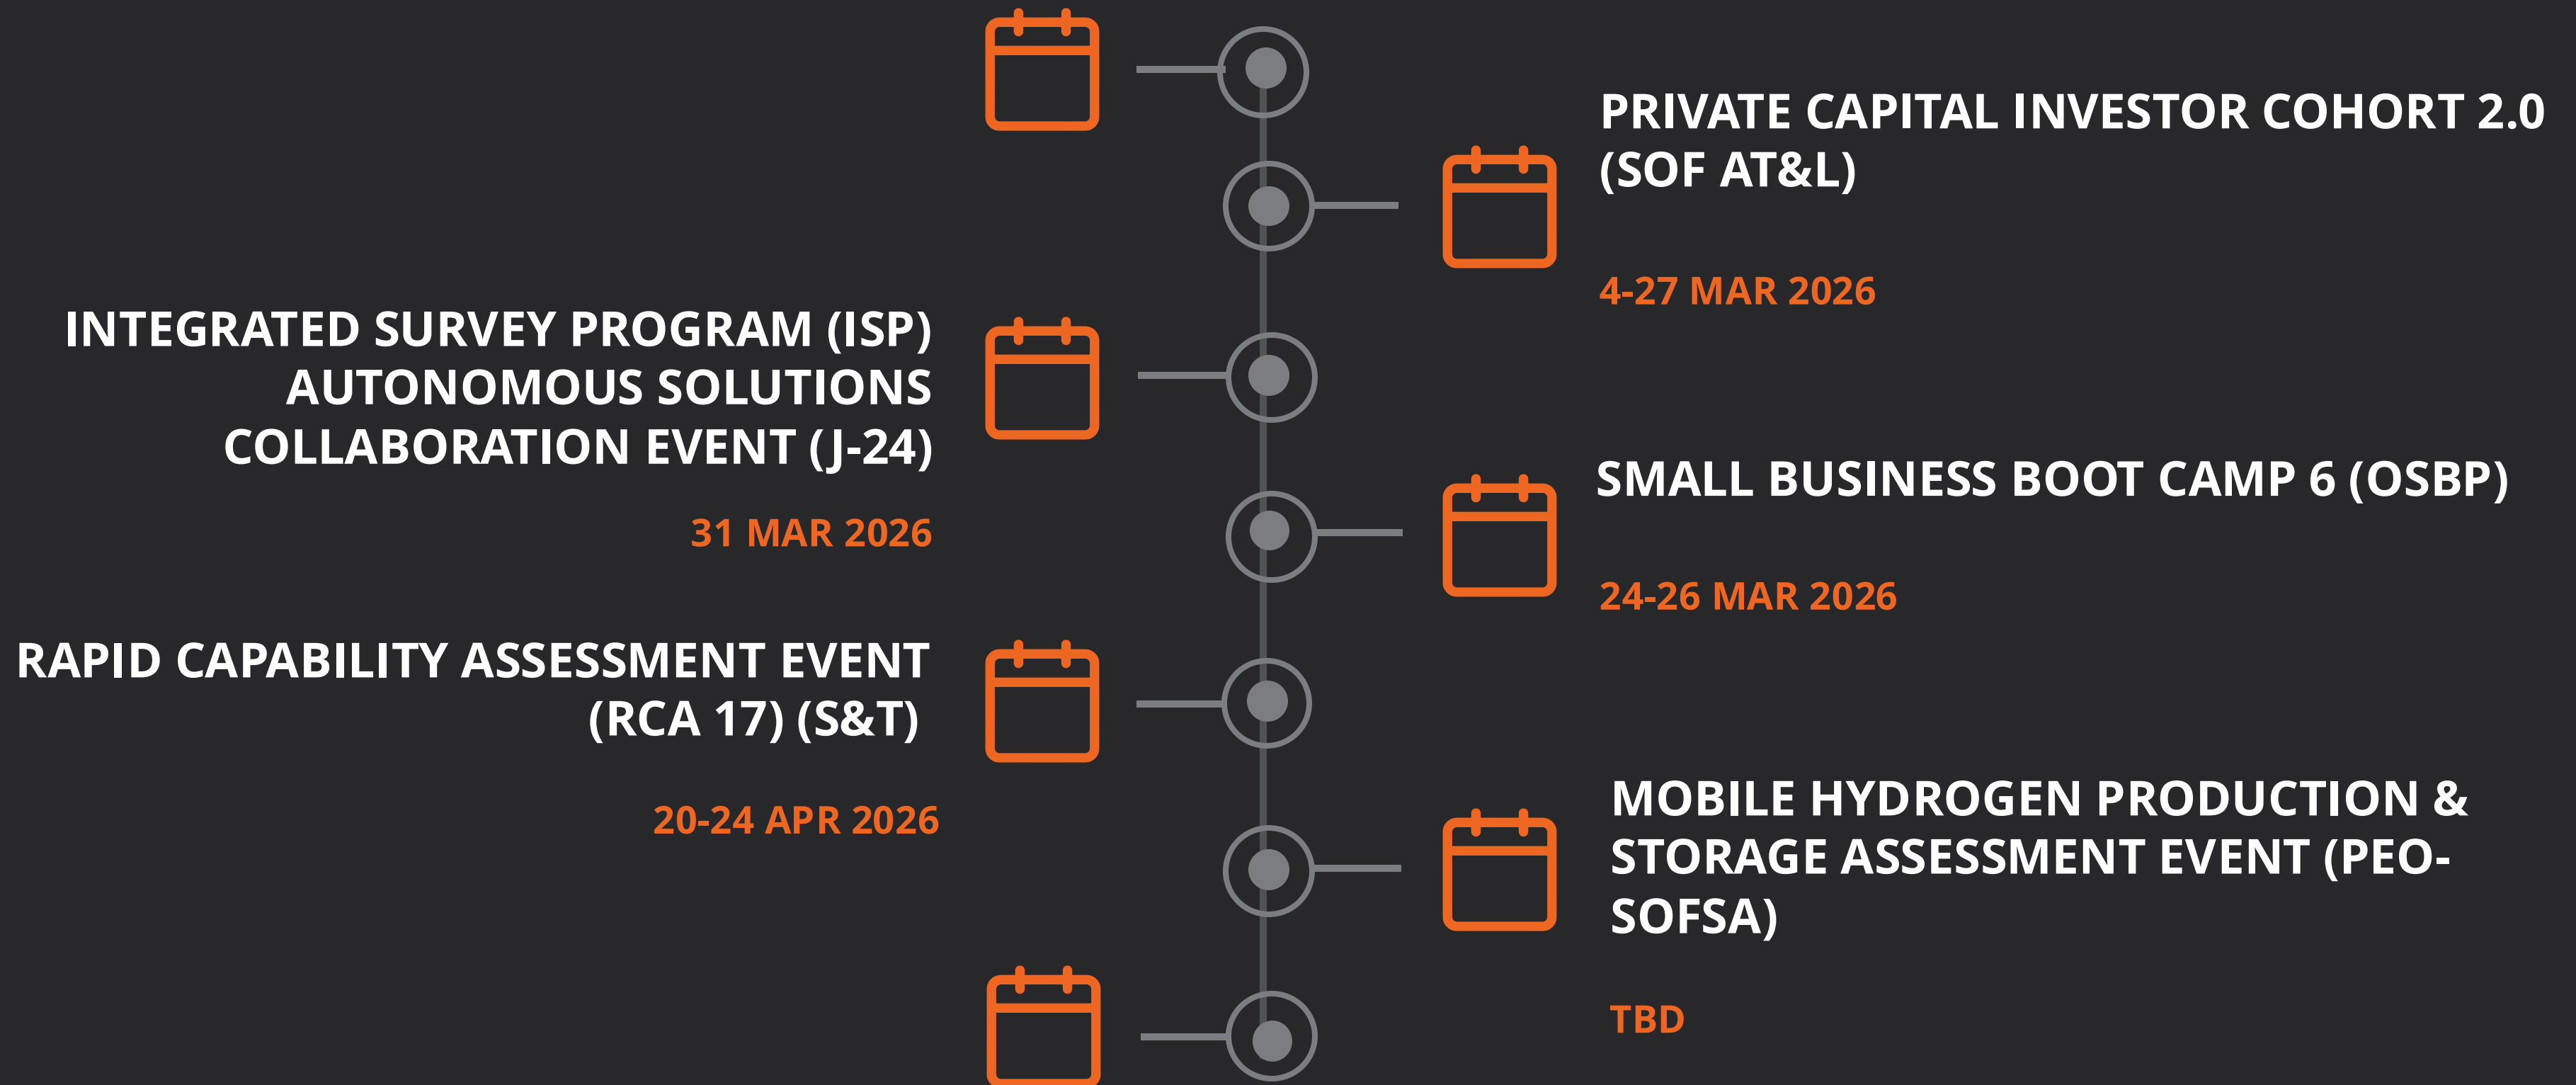 PRIVATE CAPITAL INVESTOR COHORT 2.0
(SOF AT&L)
4-27 MAR 2026
INTEGRATED SURVEY PROGRAM (ISP)
AUTONOMOUS SOLUTIONS
COLLABORATION EVENT (J-24)
31 MAR 2026
SMALL BUSINESS BOOT CAMP 6 (OSBP)
24-26 MAR 2026
RAPID CAPABILITY ASSESSMENT EVENT
(RCA 17) (S&T)
20-24 APR 2026
MOBILE HYDROGEN PRODUCTION &
STORAGE ASSESSMENT EVENT (PEO-
SOFSA)
TBD